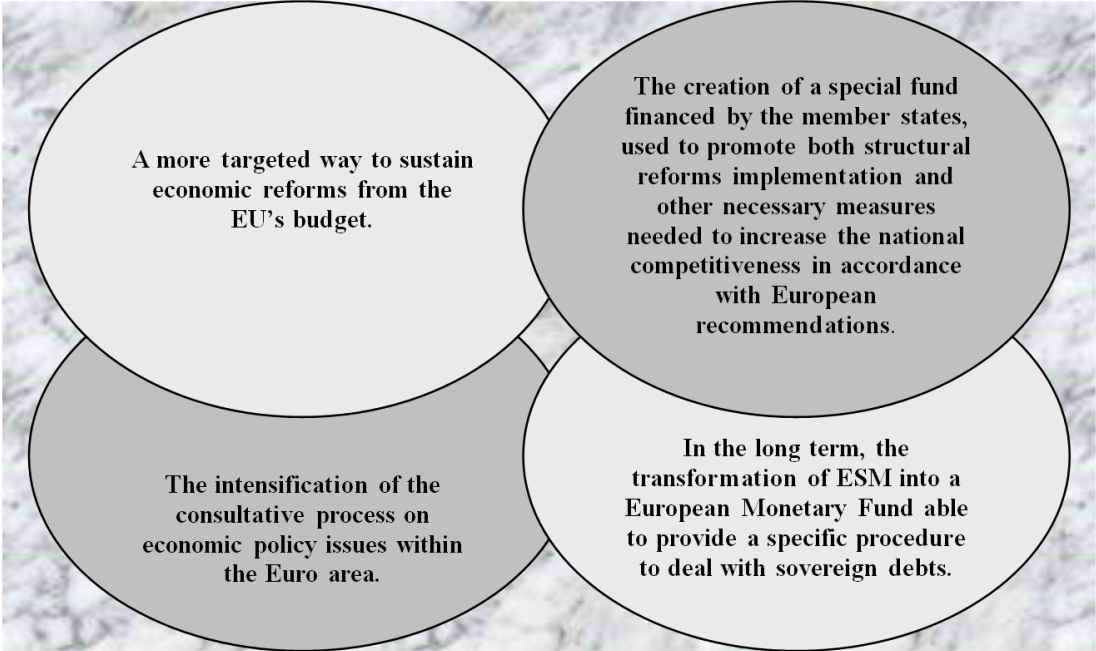 A more targeted way to sustain
economic reforms from the
EU’s budget.
The creation of a special fund
financed by the member states,
used to promote both structural
reforms implementation and
other necessary measures
needed to increase the national
competitiveness in accordance
with European
recommendations.
The intensification of the
consultative process on
economic policy issues within
the Euro area.
In the long term, the
transformation of ESM into a
European Monetary Fund able
to provide a specific procedure
to deal with sovereign debts.